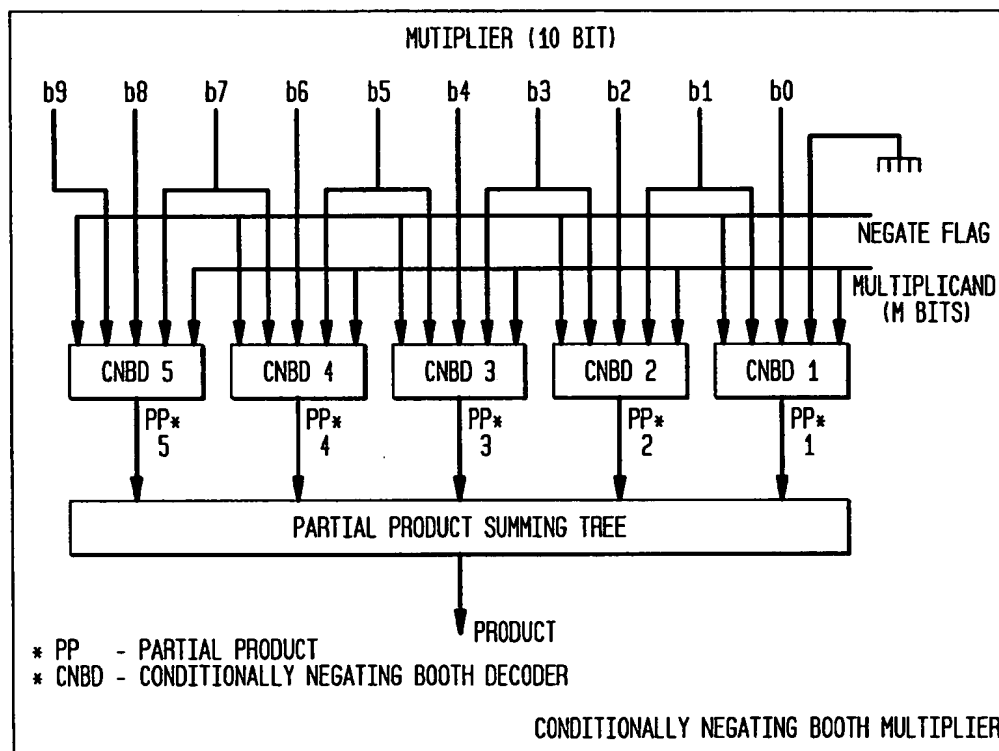 MUTIPLIER (10 BIT)
b9 b8 b7 b6 b5 b4 b3 b2 b1 b0
NEGATE FLAG
MULTIPLICAND
(M BITS)
CNBD 5 CNBD 4 CNBD 3 CNBD 2 CNBD 1
PP* PP* PP* PP* PP*
5 4 3 2 1
PARTIAL PRODUCT SUMMING TREE
PRODUCT
* PP - PARTIAL PRODUCT
* CNBD - CONDITIONALLY NEGATING BOOTH DECODER
CONDITIONALLY NEGATING BOOTH MULTIPLIER